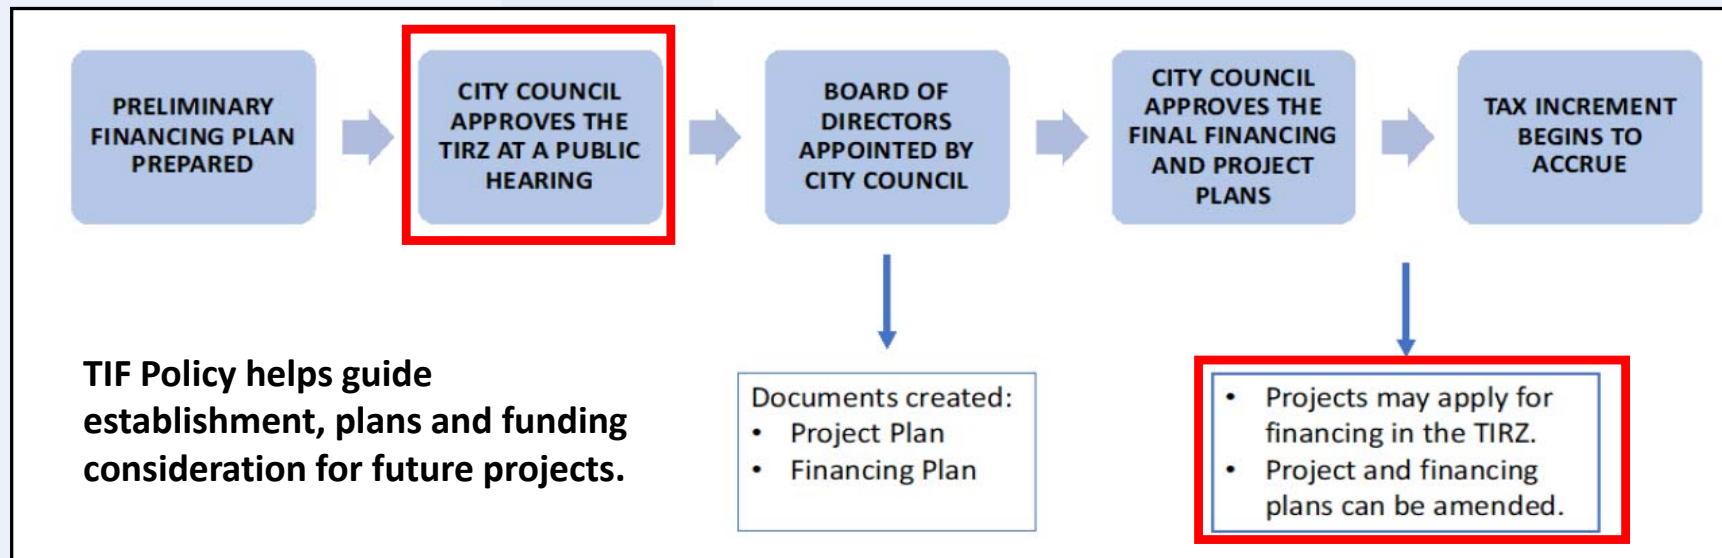 PRELIMINARY
FINANCING PLAN
PREPARED
CITY COUNCIL
APPROVES THE
TIRZ AT A PUBLIC
HEARING
BOARD OF
DIRECTORS
APPOINTED BY
CITY COUNCIL
CITY COUNCIL
APPROVES THE
FINAL FINANCING
AND PROJECT
PLANS
TAX INCREMENT
BEGINS TO
ACCRUE
TIF Policy helps guide
establishment, plans and funding
consideration for future projects.
Documents created:
• Project Plan
• Financing Plan
• Projects may apply for
financing in the TIRZ.
• Project and financing
plans can be amended.